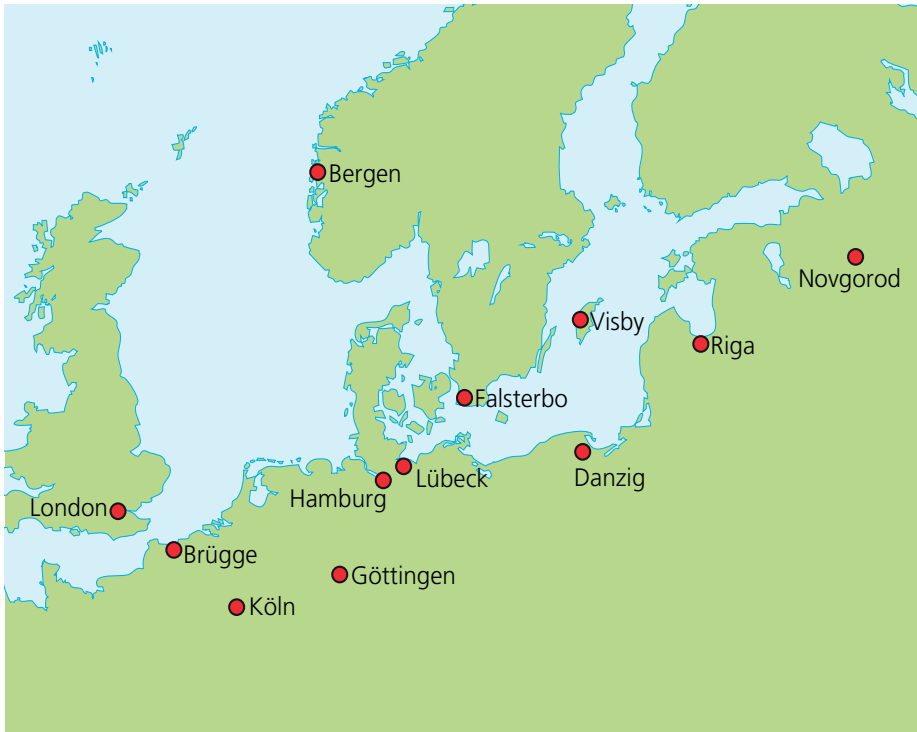 Bergen
Novgorod
Visby
Riga
Falsterbo
Lübeck
Danzig
Hamburg
London
Brügge
Göttingen
Köln